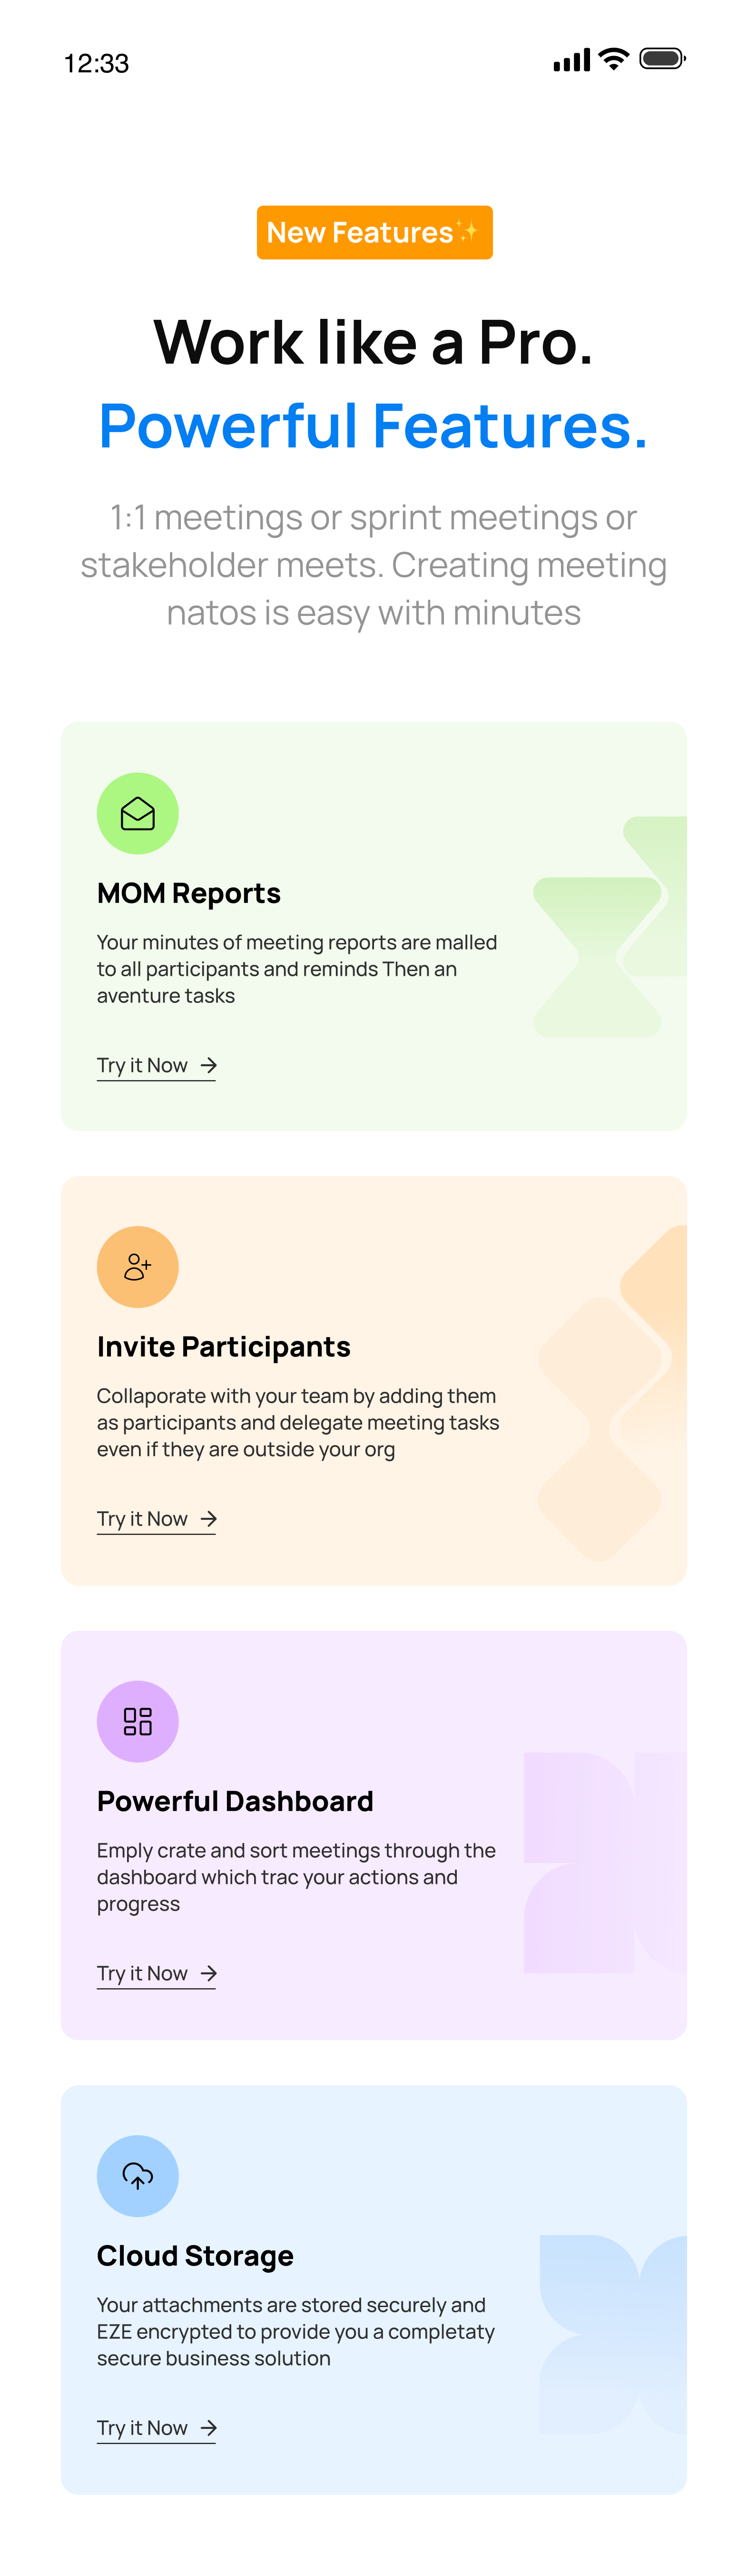 12:33
New Features✨
Work like a Pro.
Powerful Features.
1:1 meetings or sprint meetings or
stakeholder meets. Creating meeting
natos is easy with minutes
MOM Reports
Your minutes of meeting reports are malled
to all participants and reminds Then an
aventure tasks
Try it Now →
Invite Participants
Collaporate with your team by adding them
as participants and delegate meeting tasks
even if they are outside your org
Try it Now →
Powerful Dashboard
Emply crate and sort meetings through the
dashboard which trac your actions and
progress
Try it Now →
Cloud Storage
Your attachments are stored securely and
EZE encrypted to provide you a completaty
secure business solution
Try it Now →